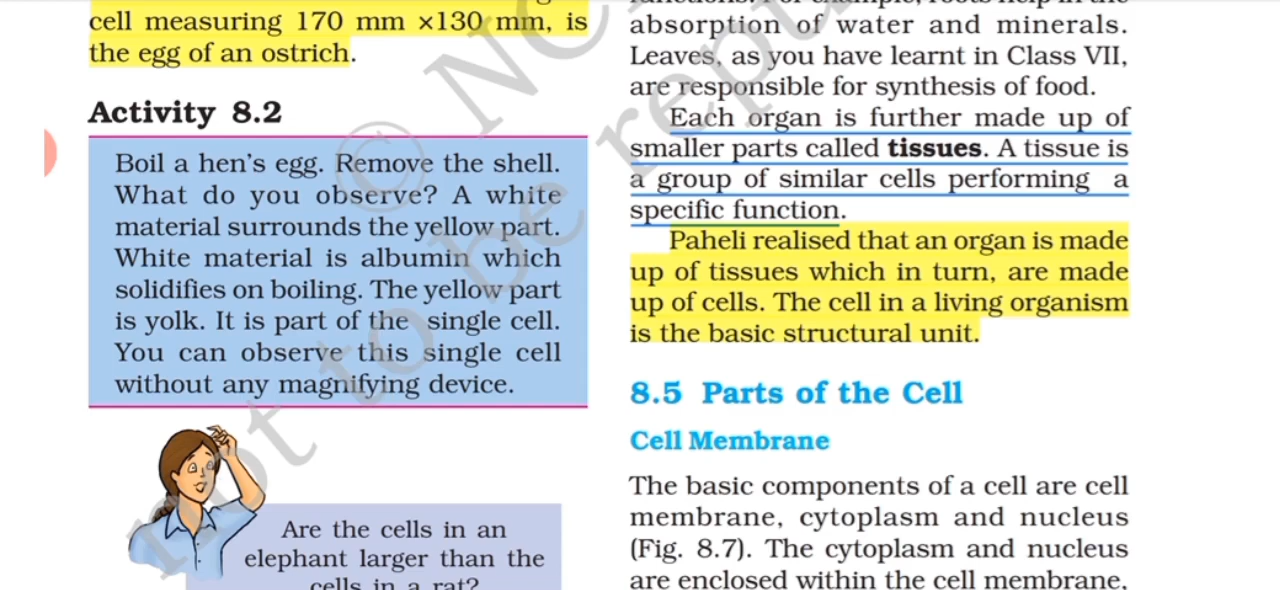 cell measuring 170 mm ×130 mm, is
the egg of an ostrich.
Activity 8.2
Boil a hen's egg. Remove the shell.
What do you observe? A white
material surrounds the yellow part.
White material is albumin which
solidifies on boiling. The yellow part
is yolk. It is part of the single cell.
You can observe this single cell
without any magnifying device.
Are the cells in an
elephant larger than the
cells in a rat?
absorption of water and minerals.
Leaves, as you have learnt in Class VII,
are responsible for synthesis of food.
Each organ is further made up of
smaller parts called tissues. A tissue is
a group of similar cells performing a
specific function.
Paheli realised that an organ is made
up of tissues which in turn, are made
up of cells. The cell in a living organism
is the basic structural unit.
8.5 Parts of the Cell
Cell Membrane
The basic components of a cell are cell
membrane, cytoplasm and nucleus
(Fig. 8.7). The cytoplasm and nucleus
are enclosed within the cell membrane,
©
not to be